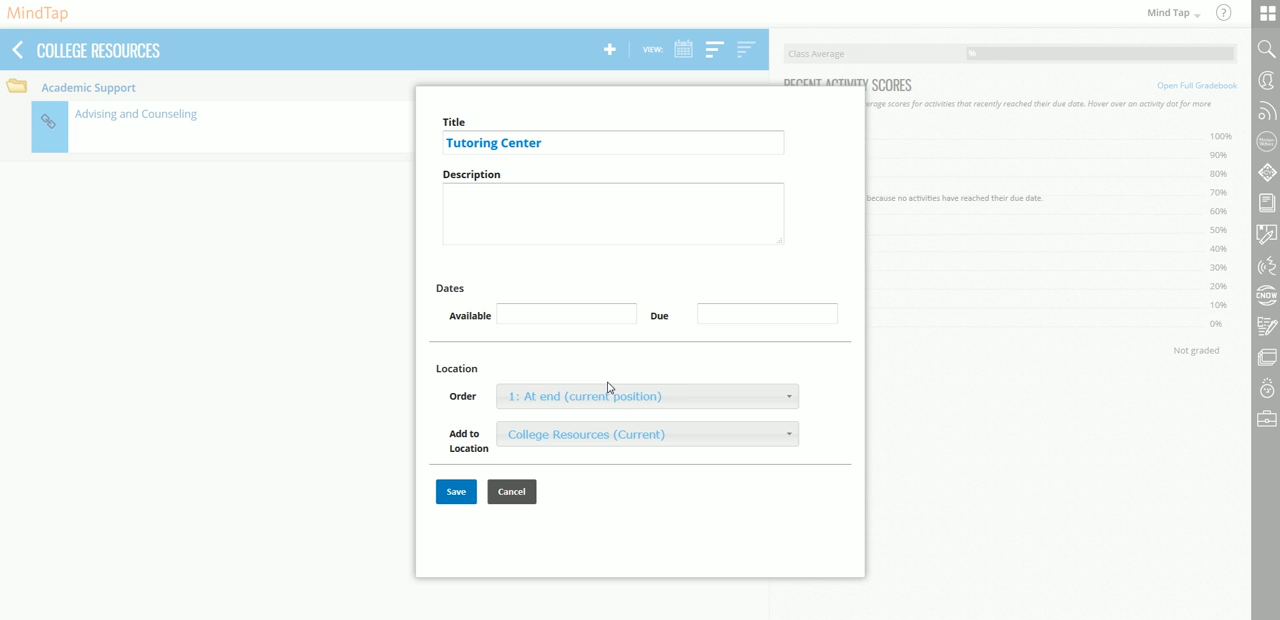 MindTap
Mind Tap
?
COLLEGE RESOURCES
VIEW:
Academic Support
Advising and Counseling
Title
Tutoring Center
Description
Dates
Available
Due
Location
Order
1: At end (current position)
Add to
Location
College Resources (Current)
Save
Cancel
Class Average
%
RECENT ACTIVITY SCORES
Open Full Gradebook
erage scores for activities that recently reached their due date. Hover over an activity dot for more
100%
90%
80%
70%
because no activities have reached their due date.
60%
50%
40%
30%
20%
10%
0%
Not graded
CNOW